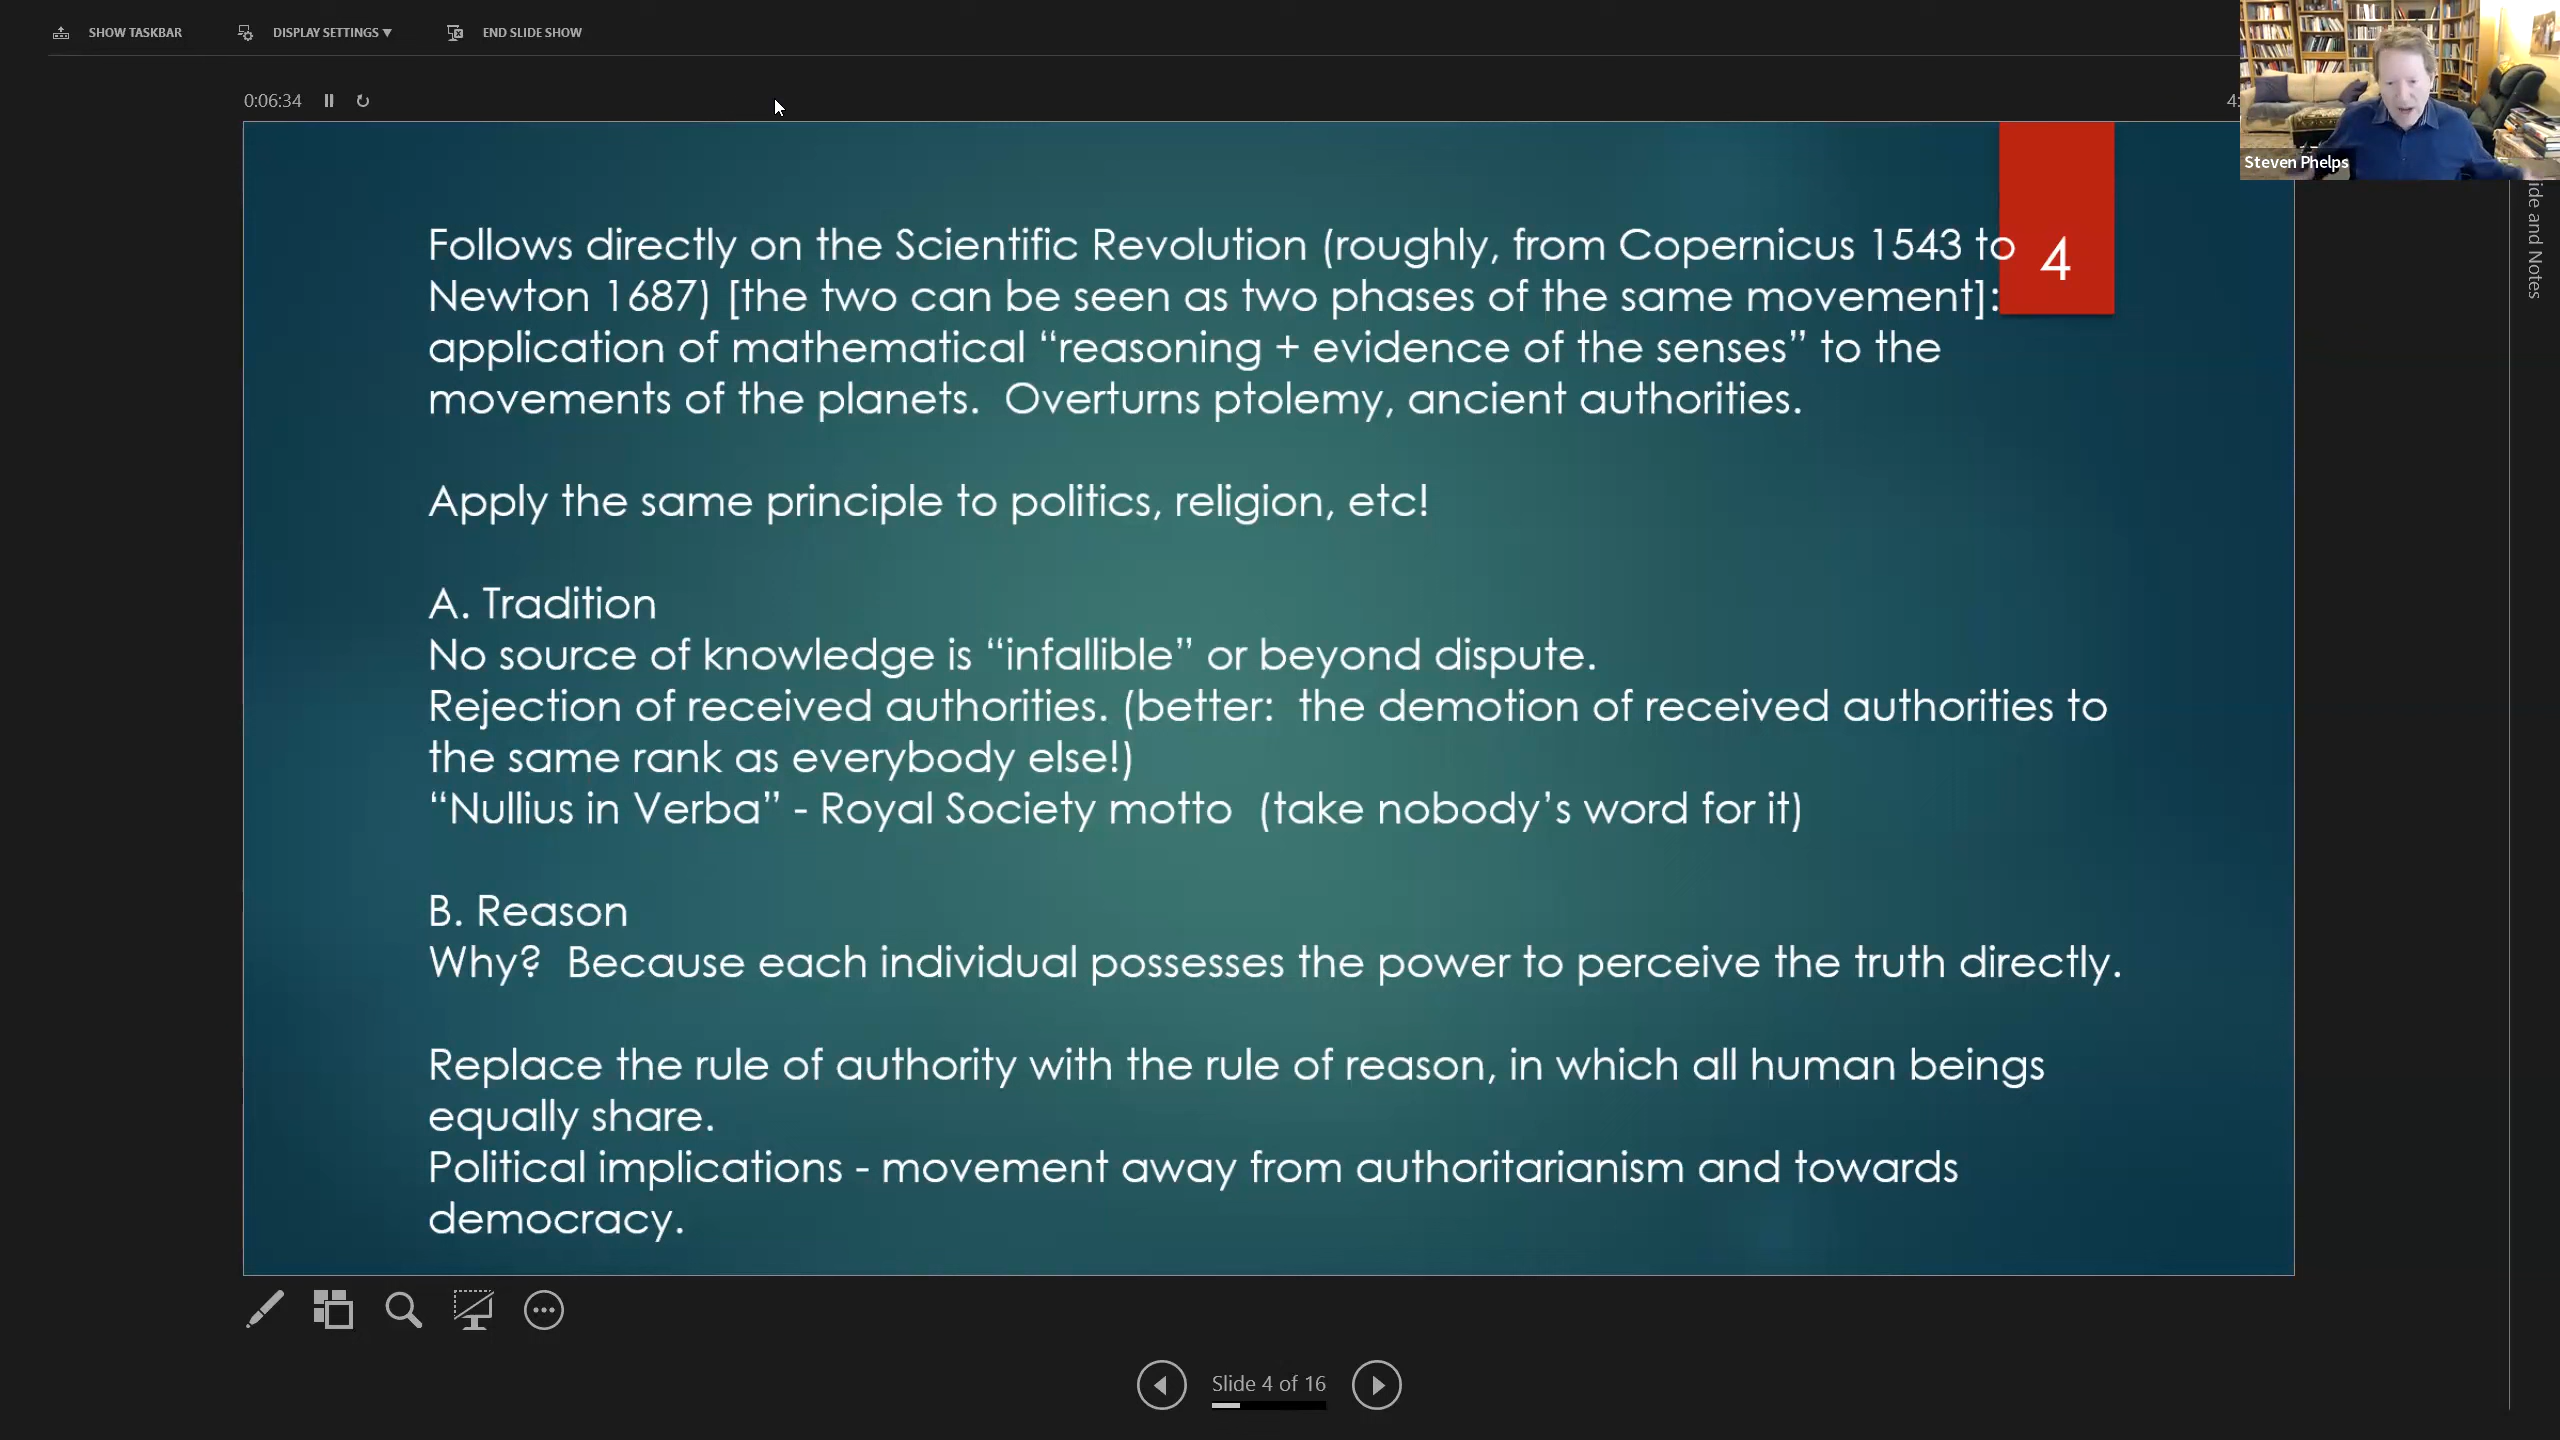 SHOW TASKBAR
DISPLAY SETTINGS ▼
END SLIDE SHOW
0:06:34
4:
Steven Phelps
ide and Notes
4
Follows directly on the Scientific Revolution (roughly, from Copernicus 1543 to
Newton 1687) [the two can be seen as two phases of the same movement]:
application of mathematical “reasoning + evidence of the senses” to the
movements of the planets.  Overturns ptolemy, ancient authorities.
Apply the same principle to politics, religion, etc!
A. Tradition
No source of knowledge is “infallible” or beyond dispute.
Rejection of received authorities. (better:  the demotion of received authorities to
the same rank as everybody else!)
“Nullius in Verba” - Royal Society motto  (take nobody’s word for it)
B. Reason
Why?  Because each individual possesses the power to perceive the truth directly.
Replace the rule of authority with the rule of reason, in which all human beings
equally share.
Political implications - movement away from authoritarianism and towards
democracy.
Slide 4 of 16